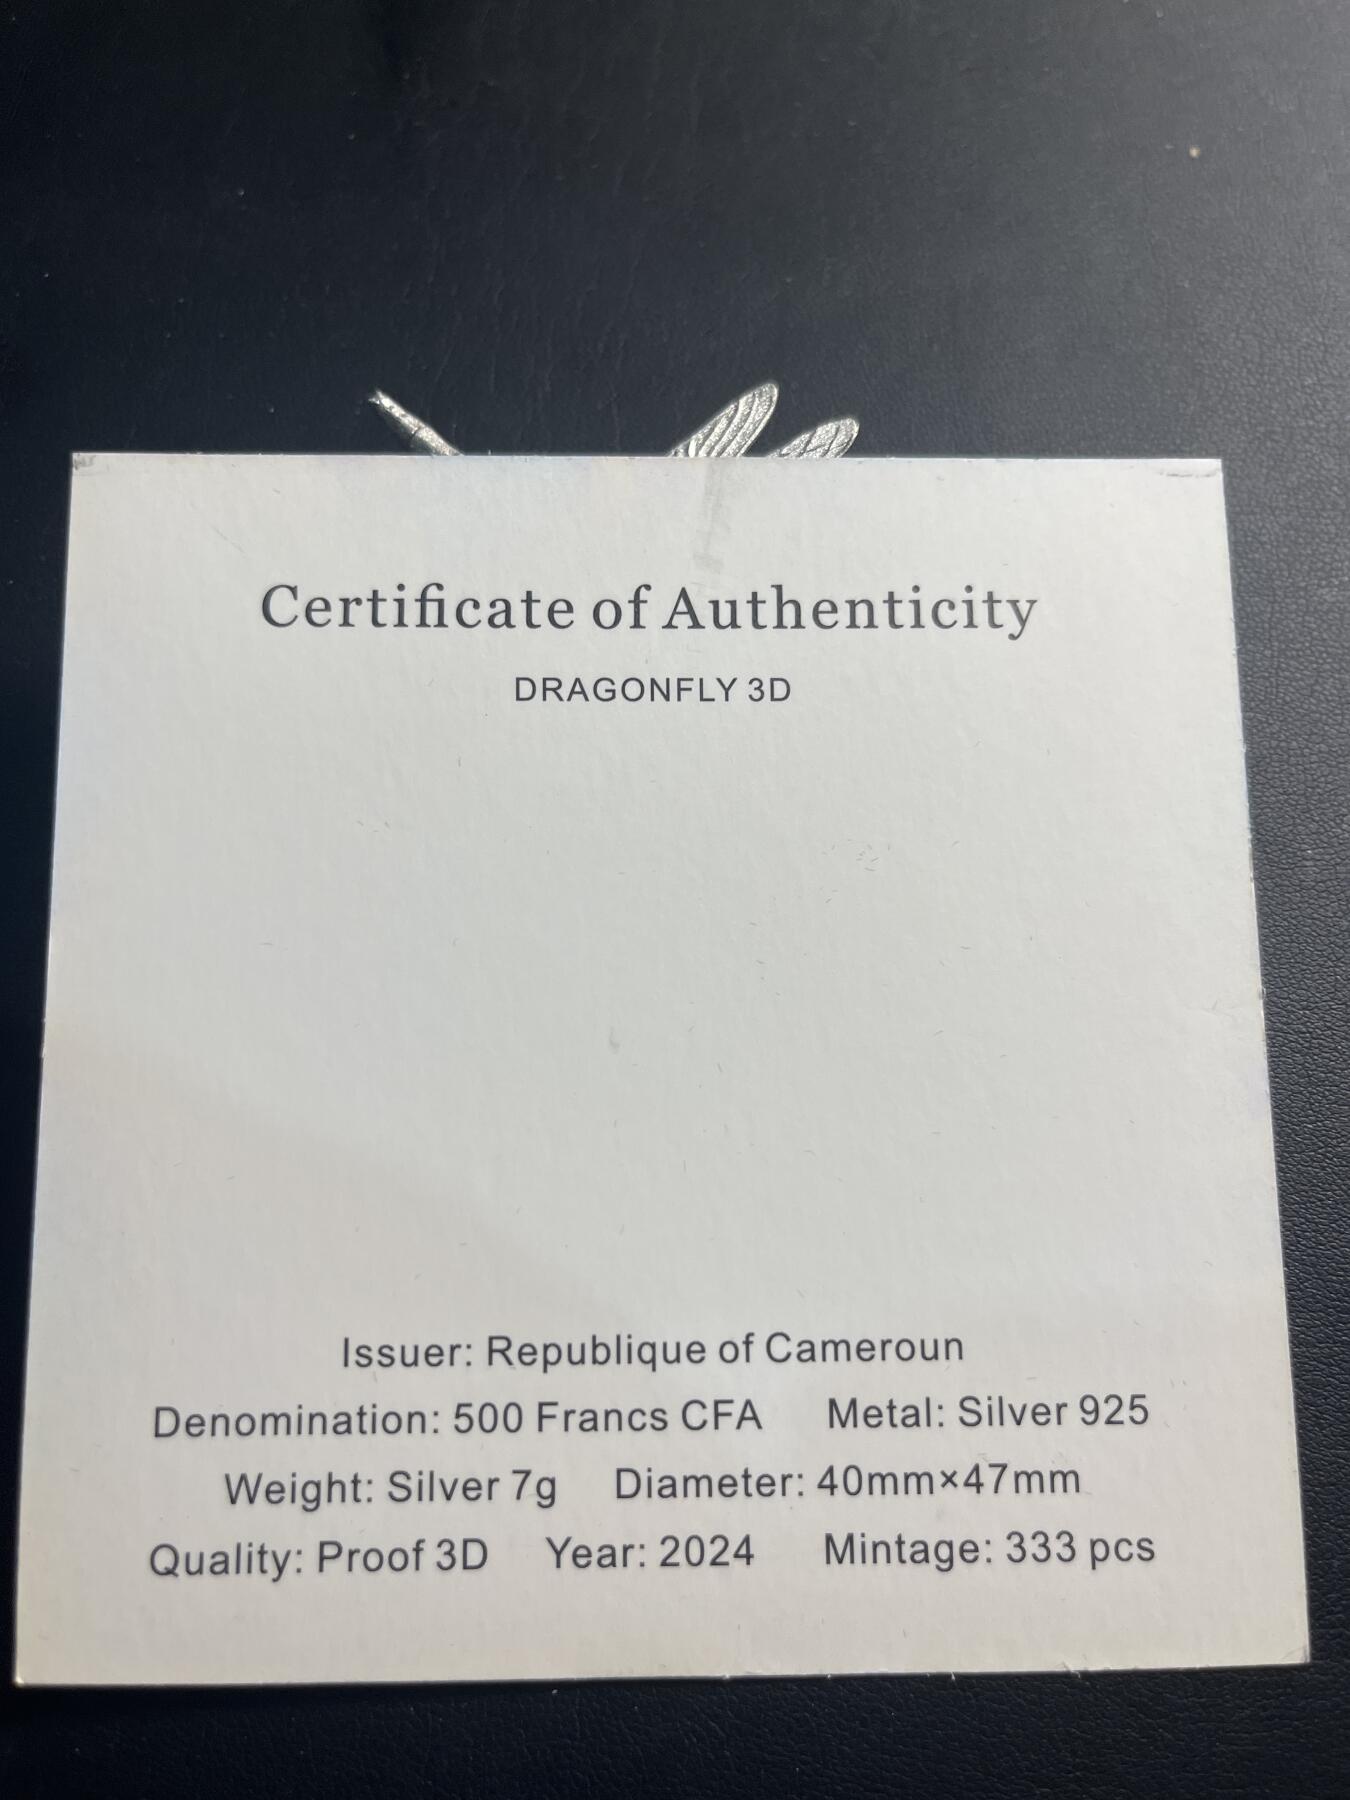 Certificate of Authenticity
DRAGONFLY 3D
Issuer: Republique of Cameroun
Denomination: 500 Francs CFA Metal: Silver 925
Weight: Silver 7g Diameter: 40mm×47mm
Quality: Proof 3D Year: 2024 Mintage: 333 pcs